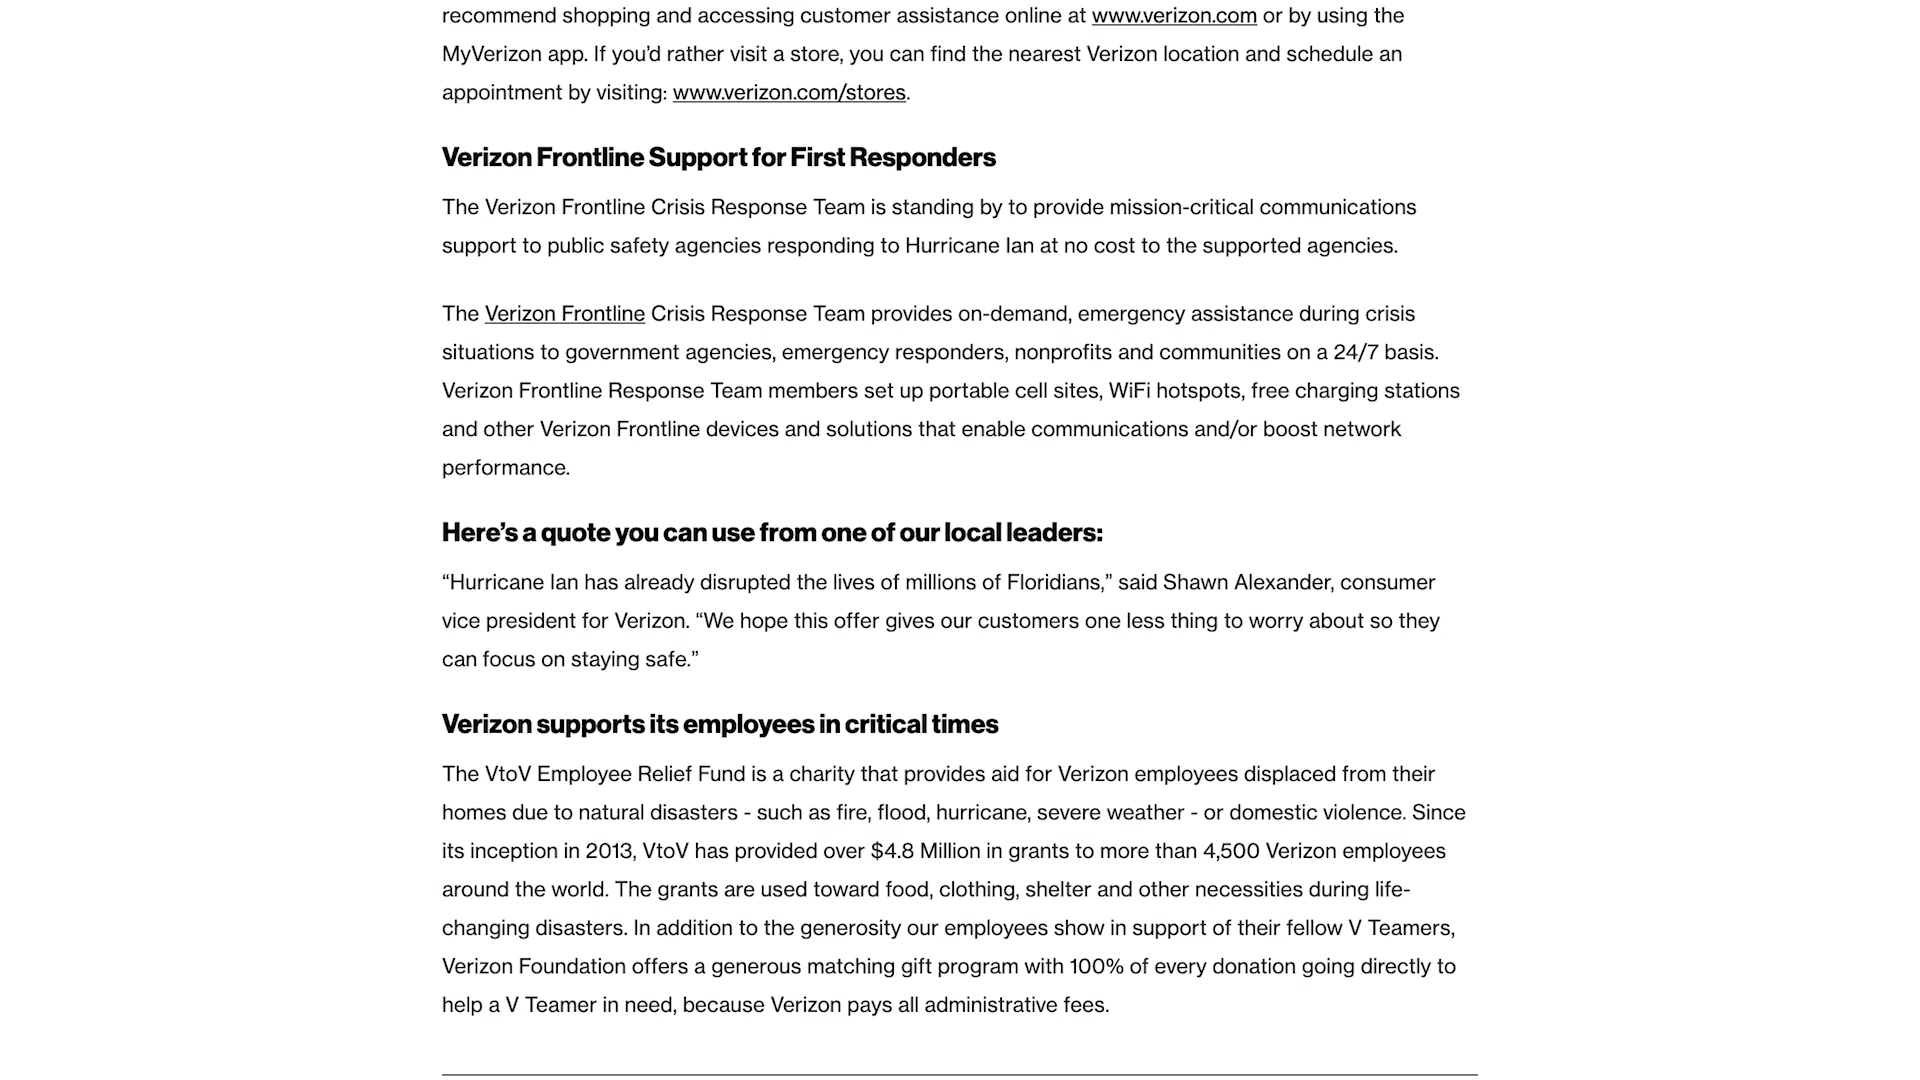 recommend shopping and accessing customer assistance online at www.verizon.com or by using the
MyVerizon app. If you’d rather visit a store, you can find the nearest Verizon location and schedule an
appointment by visiting: www.verizon.com/stores.
Verizon Frontline Support for First Responders
The Verizon Frontline Crisis Response Team is standing by to provide mission-critical communications
support to public safety agencies responding to Hurricane Ian at no cost to the supported agencies.
The Verizon Frontline Crisis Response Team provides on-demand, emergency assistance during crisis
situations to government agencies, emergency responders, nonprofits and communities on a 24/7 basis.
Verizon Frontline Response Team members set up portable cell sites, WiFi hotspots, free charging stations
and other Verizon Frontline devices and solutions that enable communications and/or boost network
performance.
Here’s a quote you can use from one of our local leaders:
“Hurricane Ian has already disrupted the lives of millions of Floridians,” said Shawn Alexander, consumer
vice president for Verizon. “We hope this offer gives our customers one less thing to worry about so they
can focus on staying safe.”
Verizon supports its employees in critical times
The VtoV Employee Relief Fund is a charity that provides aid for Verizon employees displaced from their
homes due to natural disasters - such as fire, flood, hurricane, severe weather - or domestic violence. Since
its inception in 2013, VtoV has provided over $4.8 Million in grants to more than 4,500 Verizon employees
around the world. The grants are used toward food, clothing, shelter and other necessities during life-
changing disasters. In addition to the generosity our employees show in support of their fellow V Teamers,
Verizon Foundation offers a generous matching gift program with 100% of every donation going directly to
help a V Teamer in need, because Verizon pays all administrative fees.